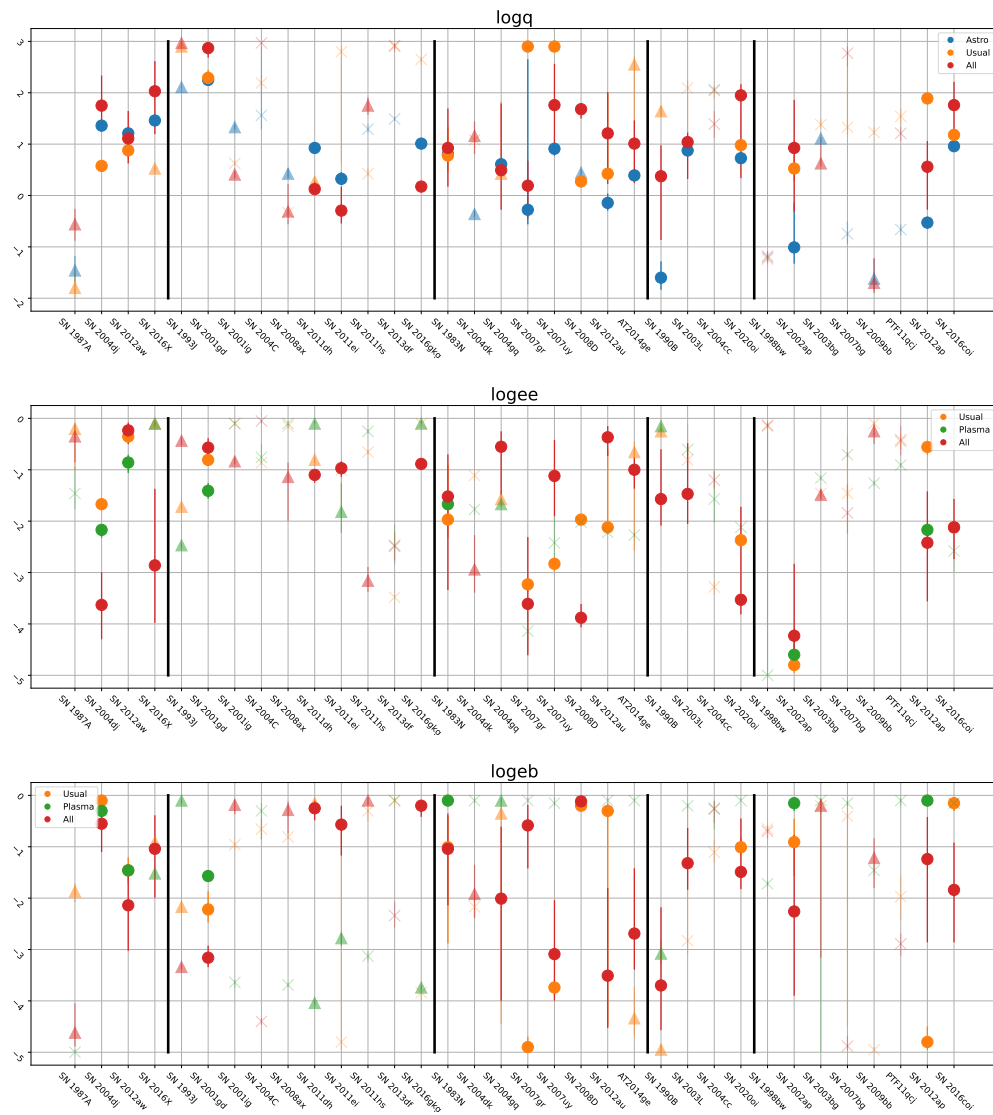 logq
3
2
1
0
−1
−2
Astro
Usual
All
SN 1987A
SN 2004dj
SN 2012aw
SN 2016X
SN 1993J
SN 2001gd
SN 2001ig
SN 2004C
SN 2008ax
SN 2011dh
SN 2011ei
SN 2011hs
SN 2013df
SN 2016gkg
SN 1983N
SN 2004dk
SN 2004gq
SN 2007gr
SN 2007uy
SN 2008D
SN 2012au
AT2014ge
SN 1990B
SN 2003L
SN 2004cc
SN 2020oi
SN 1998bw
SN 2002ap
SN 2003bg
SN 2007bg
SN 2009bb
PTF11qcj
SN 2012ap
SN 2016coi
logee
0
−1
−2
−3
−4
−5
Usual
Plasma
All
SN 1987A
SN 2004dj
SN 2012aw
SN 2016X
SN 1993J
SN 2001gd
SN 2001ig
SN 2004C
SN 2008ax
SN 2011dh
SN 2011ei
SN 2011hs
SN 2013df
SN 2016gkg
SN 1983N
SN 2004dk
SN 2004gq
SN 2007gr
SN 2007uy
SN 2008D
SN 2012au
AT2014ge
SN 1990B
SN 2003L
SN 2004cc
SN 2020oi
SN 1998bw
SN 2002ap
SN 2003bg
SN 2007bg
SN 2009bb
PTF11qcj
SN 2012ap
SN 2016coi
logeb
0
−1
−2
−3
−4
−5
Usual
Plasma
All
SN 1987A
SN 2004dj
SN 2012aw
SN 2016X
SN 1993J
SN 2001gd
SN 2001ig
SN 2004C
SN 2008ax
SN 2011dh
SN 2011ei
SN 2011hs
SN 2013df
SN 2016gkg
SN 1983N
SN 2004dk
SN 2004gq
SN 2007gr
SN 2007uy
SN 2008D
SN 2012au
AT2014ge
SN 1990B
SN 2003L
SN 2004cc
SN 2020oi
SN 1998bw
SN 2002ap
SN 2003bg
SN 2007bg
SN 2009bb
PTF11qcj
SN 2012ap
SN 2016coi